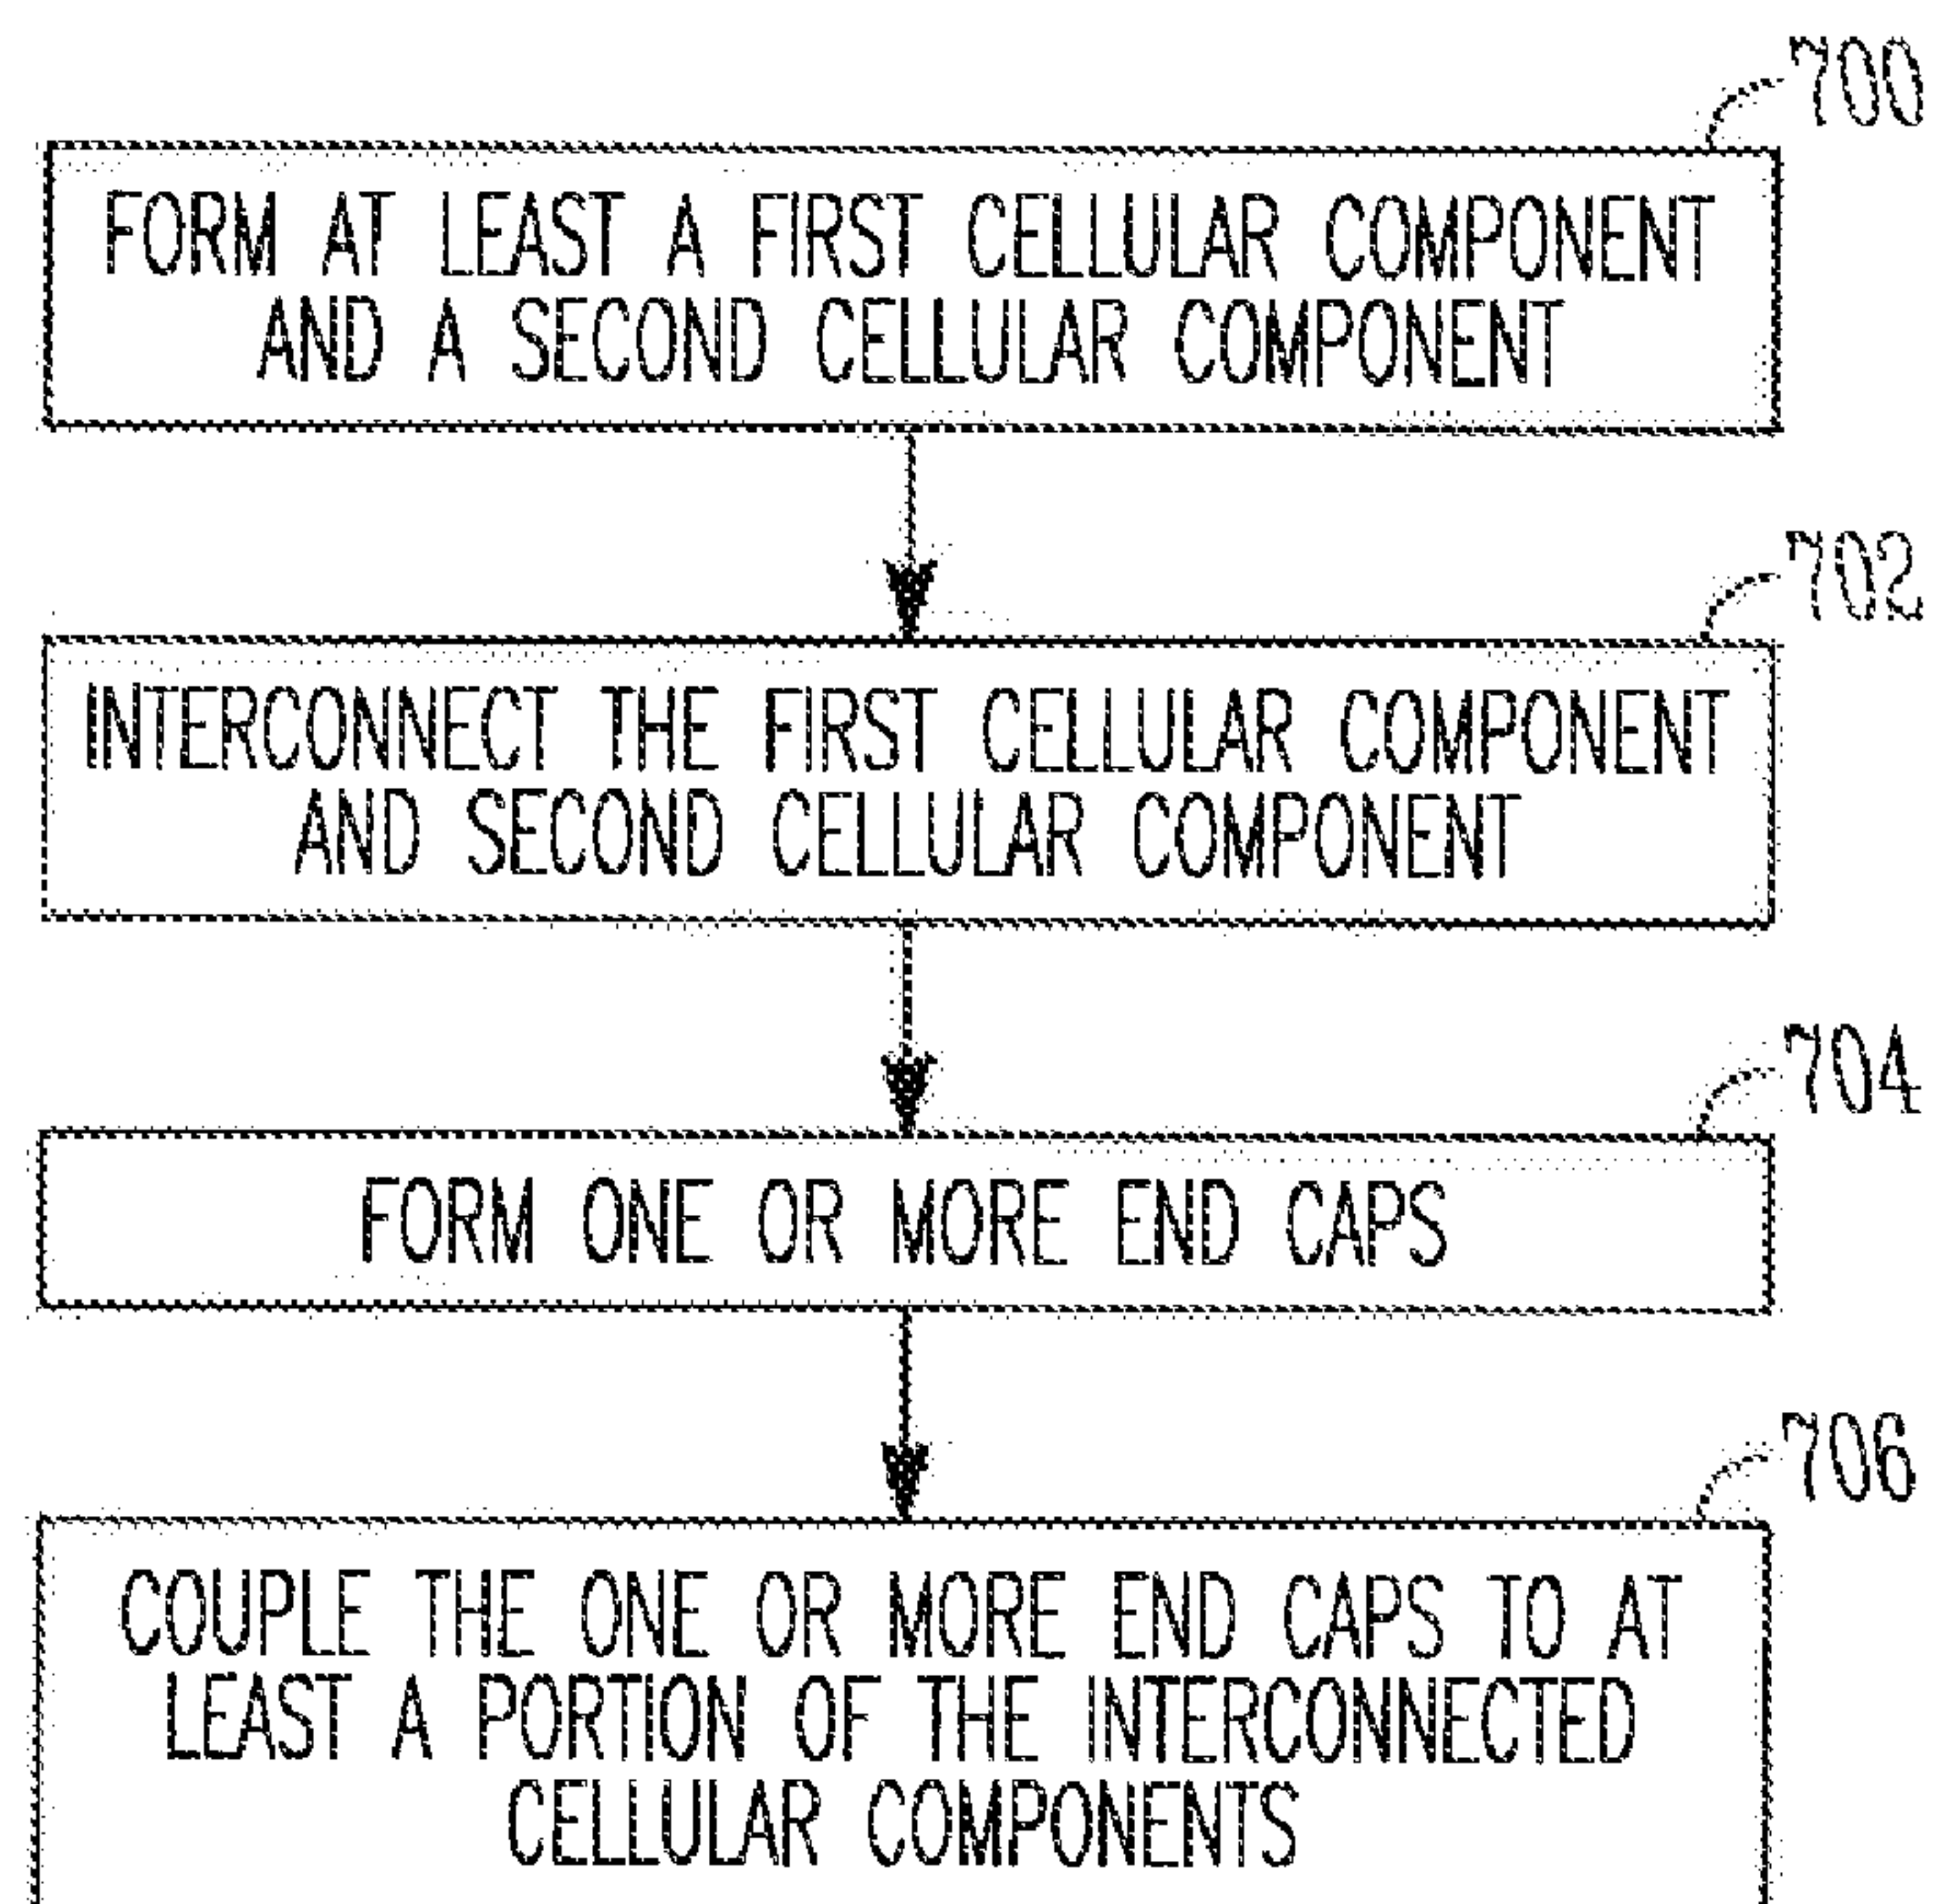 700
FORM AT LEAST A FIRST CELLULAR COMPONENT
AND A SECOND CELLULAR COMPONENT
702
INTERCONNECT THE FIRST CELLULAR COMPONENT
AND SECOND CELLULAR COMPONENT
704
FORM ONE OR MORE END CAPS
706
COUPLE THE ONE OR MORE END CAPS TO AT
LEAST A PORTION OF THE INTERCONNECTED
CELLULAR COMPONENTS